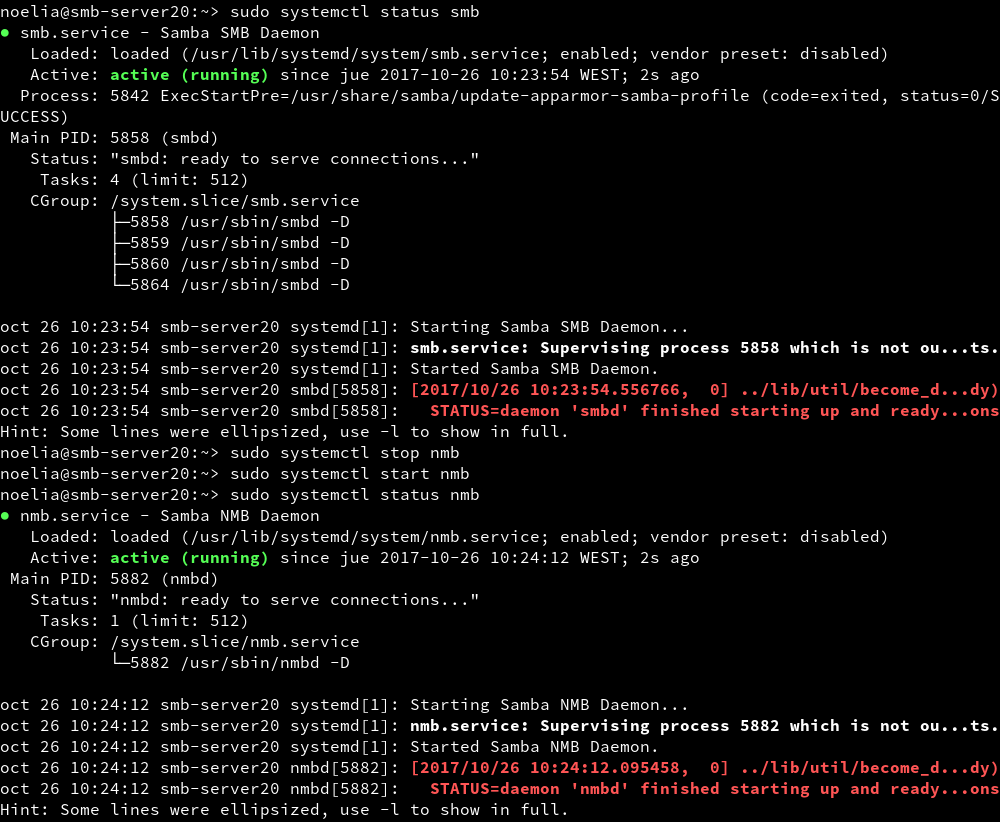 noelia@smb-server20:~> sudo systemctl status smb
● smb.service - Samba SMB Daemon
   Loaded: loaded (/usr/lib/systemd/system/smb.service; enabled; vendor preset: disabled)
   Active: active (running) since jue 2017-10-26 10:23:54 WEST; 2s ago
  Process: 5842 ExecStartPre=/usr/share/samba/update-apparmor-samba-profile (code=exited, status=0/S
UCCESS)
 Main PID: 5858 (smbd)
   Status: "smbd: ready to serve connections..."
    Tasks: 4 (limit: 512)
   CGroup: /system.slice/smb.service
           ├─5858 /usr/sbin/smbd -D
           ├─5859 /usr/sbin/smbd -D
           ├─5860 /usr/sbin/smbd -D
           └─5864 /usr/sbin/smbd -D

oct 26 10:23:54 smb-server20 systemd[1]: Starting Samba SMB Daemon...
oct 26 10:23:54 smb-server20 systemd[1]: smb.service: Supervising process 5858 which is not ou...ts.
oct 26 10:23:54 smb-server20 systemd[1]: Started Samba SMB Daemon.
oct 26 10:23:54 smb-server20 smbd[5858]: [2017/10/26 10:23:54.556766,  0] ../lib/util/become_d...dy)
oct 26 10:23:54 smb-server20 smbd[5858]:   STATUS=daemon 'smbd' finished starting up and ready...ons
Hint: Some lines were ellipsized, use -l to show in full.
noelia@smb-server20:~> sudo systemctl stop nmb
noelia@smb-server20:~> sudo systemctl start nmb
noelia@smb-server20:~> sudo systemctl status nmb
● nmb.service - Samba NMB Daemon
   Loaded: loaded (/usr/lib/systemd/system/nmb.service; enabled; vendor preset: disabled)
   Active: active (running) since jue 2017-10-26 10:24:12 WEST; 2s ago
 Main PID: 5882 (nmbd)
   Status: "nmbd: ready to serve connections..."
    Tasks: 1 (limit: 512)
   CGroup: /system.slice/nmb.service
           └─5882 /usr/sbin/nmbd -D

oct 26 10:24:12 smb-server20 systemd[1]: Starting Samba NMB Daemon...
oct 26 10:24:12 smb-server20 systemd[1]: nmb.service: Supervising process 5882 which is not ou...ts.
oct 26 10:24:12 smb-server20 systemd[1]: Started Samba NMB Daemon.
oct 26 10:24:12 smb-server20 nmbd[5882]: [2017/10/26 10:24:12.095458,  0] ../lib/util/become_d...dy)
oct 26 10:24:12 smb-server20 nmbd[5882]:   STATUS=daemon 'nmbd' finished starting up and ready...ons
Hint: Some lines were ellipsized, use -l to show in full.